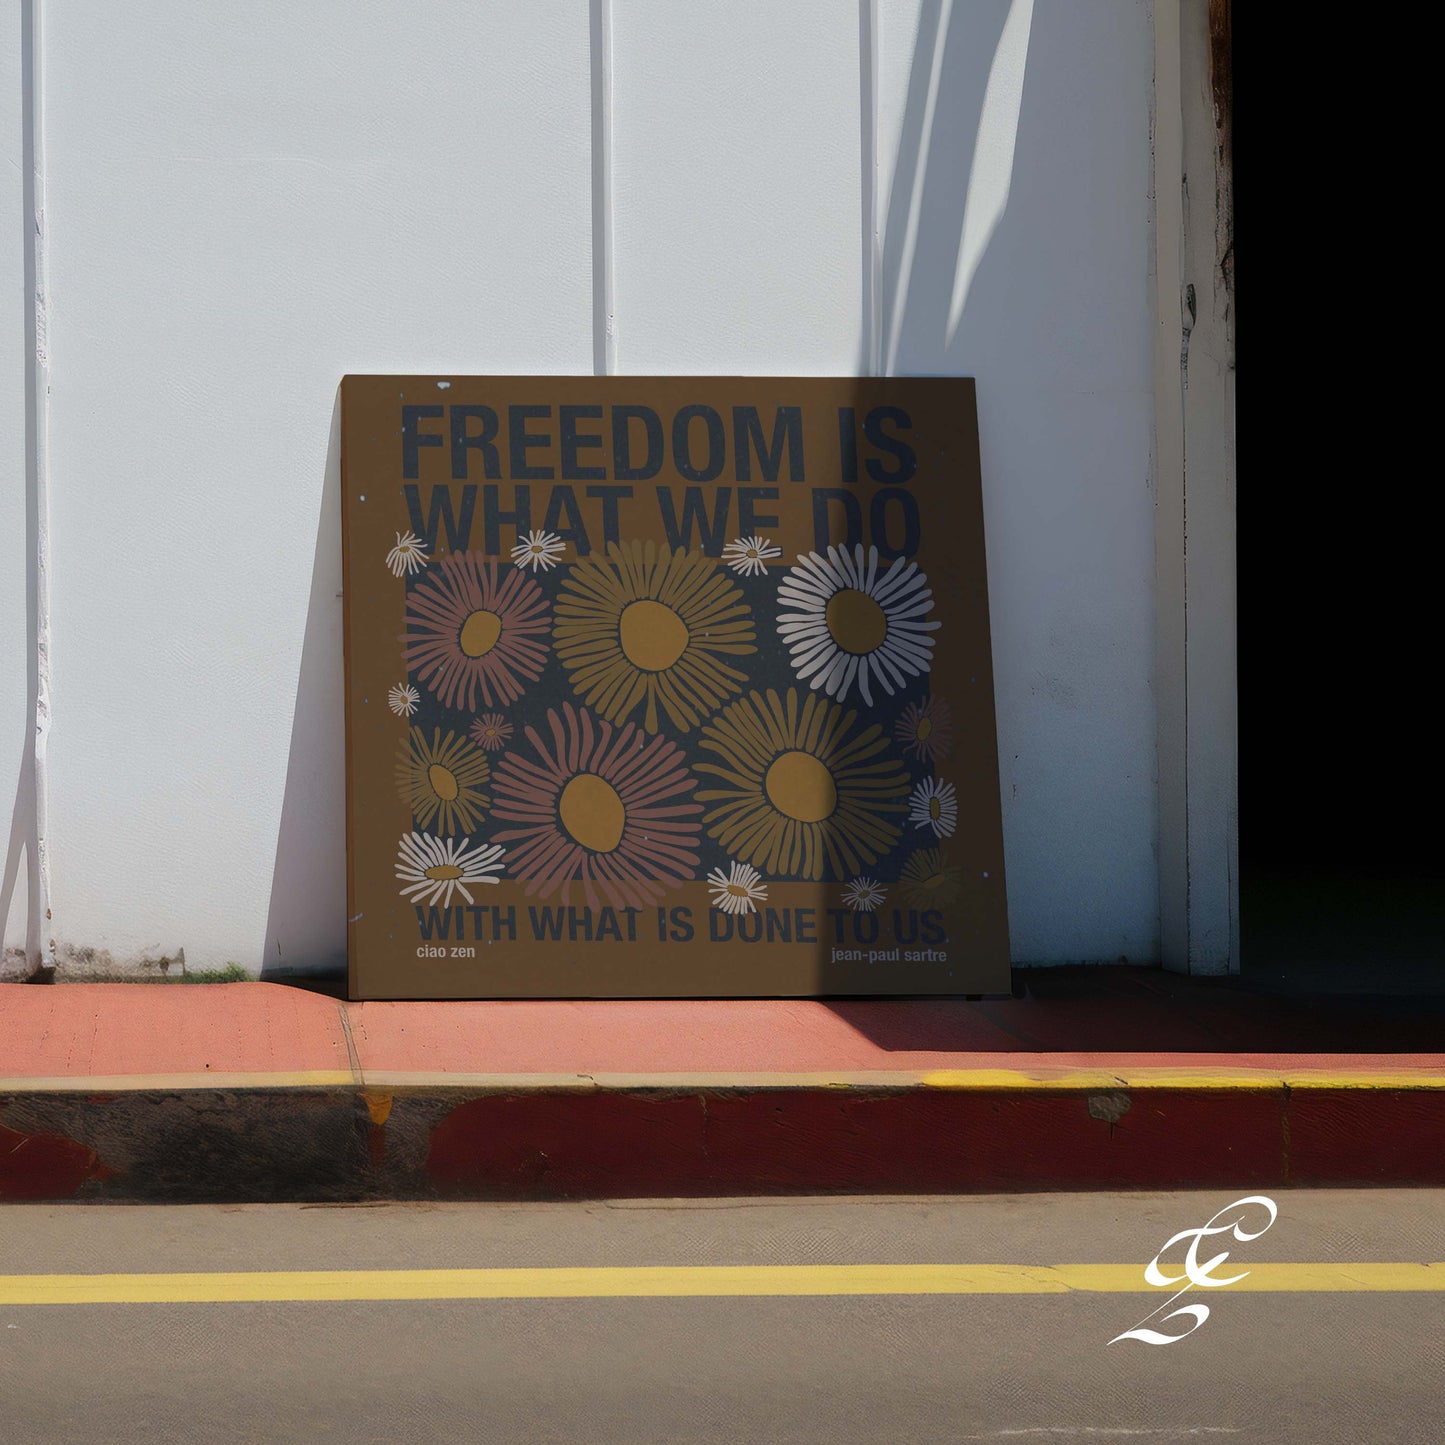 FREEDOM IS
WHAT WE DO
WITH WHAT IS DONE TO US.
ciao zen
jean-paul sartre